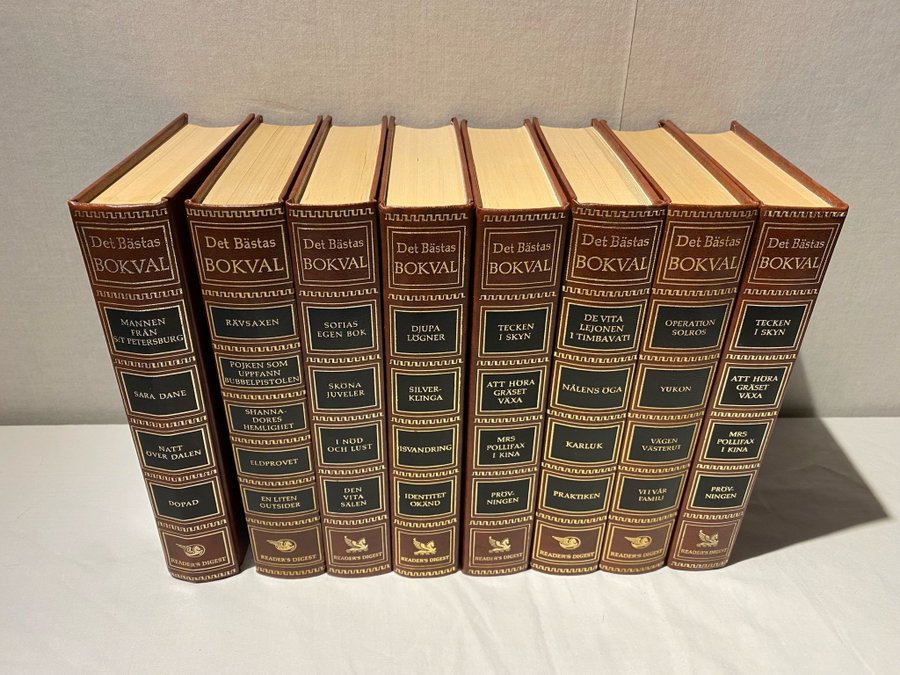 Det Bästas
BOKVAL
MANNEN
FRÅN
S:T PETERSBURG
SARA DANE
NATT
ÖVER DALEN
DOPAD
READER'S DIGEST
Det Bästas
BOKVAL
RÄVSAXEN
POJKEN SOM
UPPFANN
BUBBELPISTOLEN
SHANNA-
DORES
HEMLIGHET
ELDPROVET
EN LITEN
OUTSIDER
READER'S DIGEST
Det Bästas
BOKVAL
SOFIAS
EGEN BOK
SKÖNA
JUVELER
I NÖD
OCH LUST
DEN
VITA
SALEN
READER'S DIGEST
Det Bästas
BOKVAL
DJUPA
LÖGNER
SILVER-
KLINGA
ISVANDRING
IDENTITET
OKÄND
READER'S DIGEST
Det Bästas
BOKVAL
TECKEN
I SKYN
ATT HÖRA
GRÄSET
VÄXA
MRS
POLLIFAX
I KINA
PRÖV-
NINGEN
READER'S DIGEST
Det Bästas
BOKVAL
DE VITA
LEJONEN
I TIMBAVATI
NÅLENS ÖGA
KARLUK
PRAKTIKEN
READER'S DIGEST
Det Bästas
BOKVAL
OPERATION
SOLROS
YUKON
VÄGEN
VÄSTERUT
VI I VÅR
FAMILJ
READER'S DIGEST
Det Bästas
BOKVAL
TECKEN
I SKYN
ATT HÖRA
GRÄSET
VÄXA
MRS
POLLIFAX
I KINA
PRÖV-
NINGEN
READER'S DIGEST